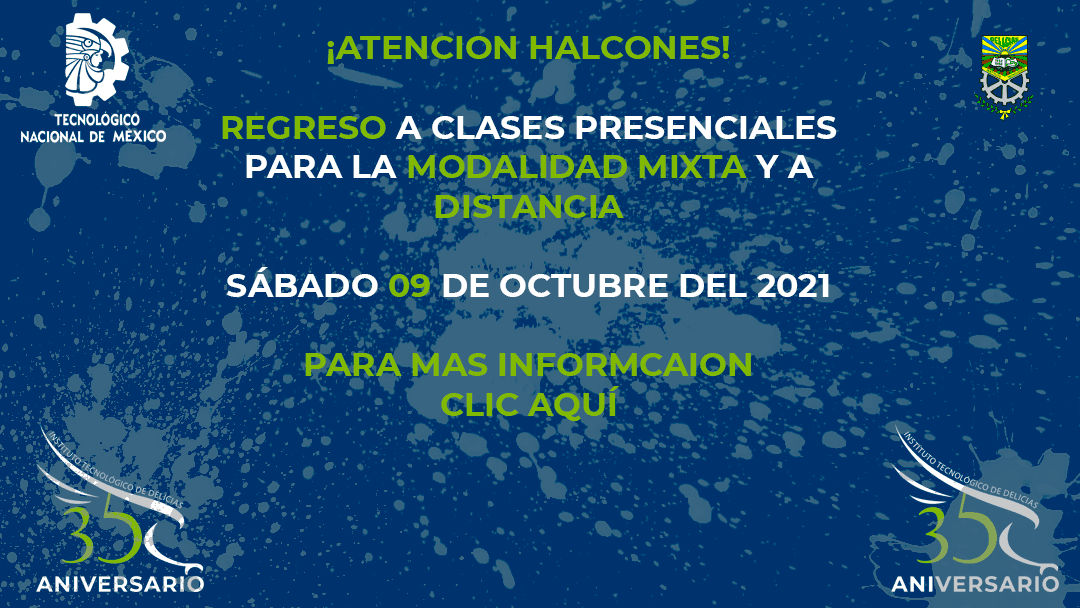 ¡ATENCION HALCONES!
TECNOLÓGICO
NACIONAL DE MÉXICO
DELICIAS
REGRESO A CLASES PRESENCIALES
PARA LA MODALIDAD MIXTA Y A
DISTANCIA
SÁBADO 09 DE OCTUBRE DEL 2021
PARA MAS INFORMCAION
CLIC AQUÍ
INSTITUTO TECNOLÓGICO DE DELICIAS
35
ANIVERSARIO
INSTITUTO TECNOLÓGICO DE DELICIAS
35
ANIVERSARIO